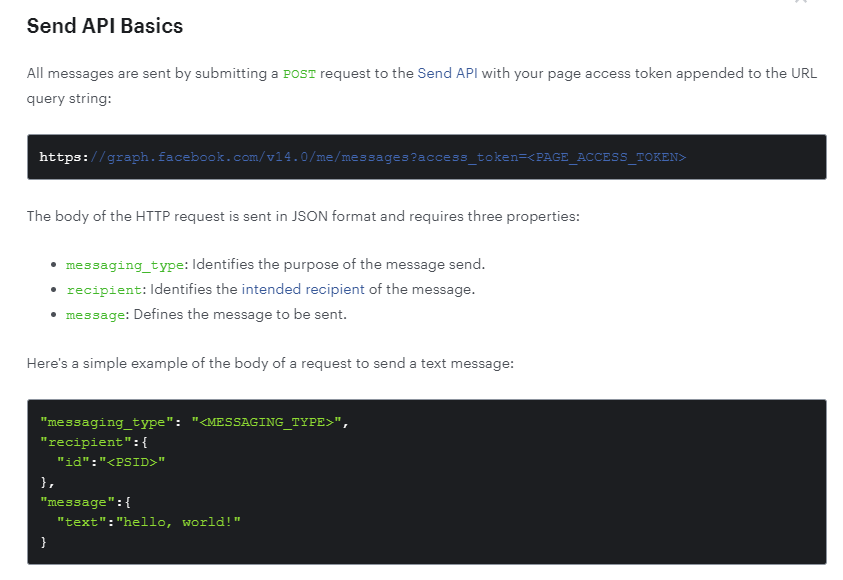 Send API Basics
All messages are sent by submitting a POST request to the Send API with your page access token appended to the URL
query string:
https://graph.facebook.com/v14.0/me/messages?access_token=<PAGE_ACCESS_TOKEN>
The body of the HTTP request is sent in JSON format and requires three properties:
• messaging_type: Identifies the purpose of the message send.
• recipient: Identifies the intended recipient of the message.
• message: Defines the message to be sent.
Here's a simple example of the body of a request to send a text message:
"messaging_type": "<MESSAGING_TYPE>",
"recipient":{
  "id":"<PSID>"
},
"message":{
  "text":"hello, world!"
}